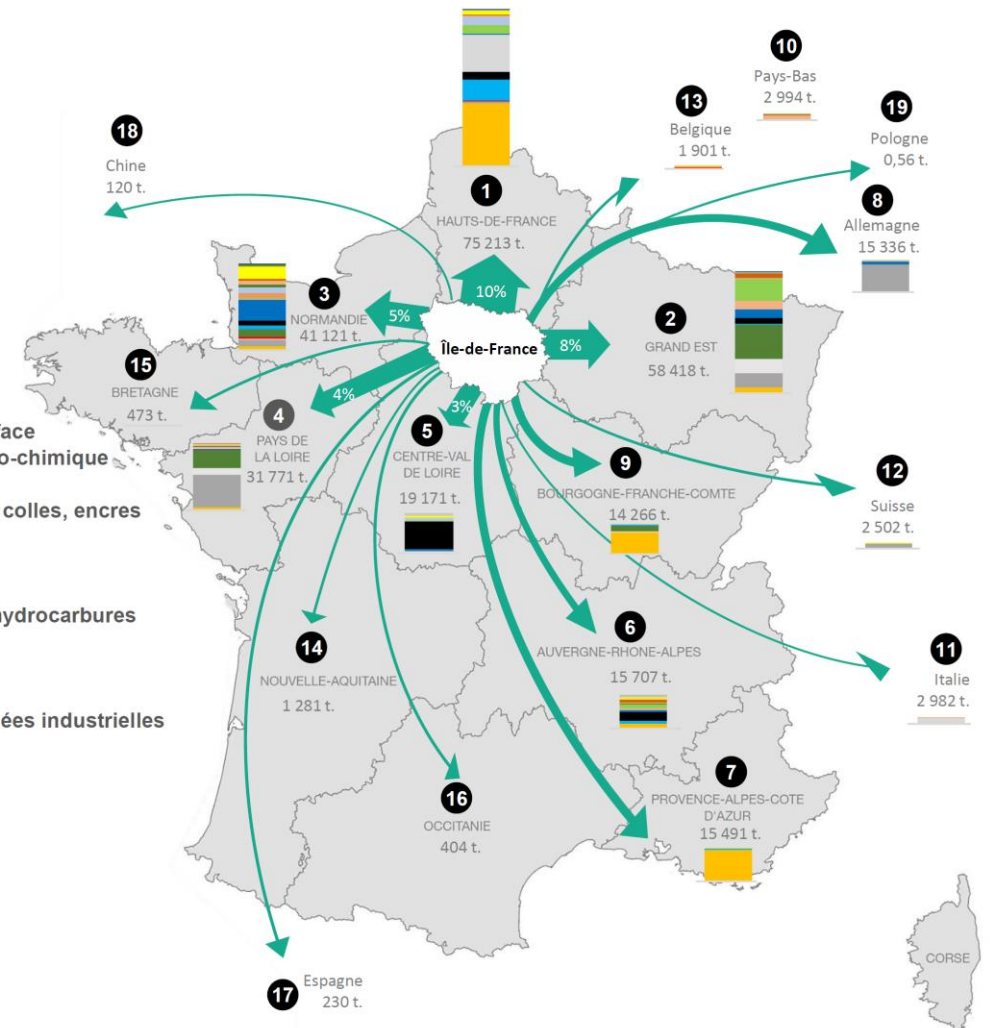 10
Pays-Bas
2 994 t.
13
Belgique
1 901 t.
19
Pologne
0,56 t.
18
Chine
120 t.
8
Allemagne
15 336 t.
1
HAUTS-DE-FRANCE
75 213 t.
10%
3
NORMANDIE
41 121 t.
5%
Île-de-France
8%
2
GRAND EST
58 418 t.
15
BRETAGNE
473 t.
4%
4
PAYS DE
LA LOIRE
31 771 t.
3%
5
CENTRE-VAL
DE LOIRE
19 171 t.
9
BOURGOGNE-FRANCHE-COMTE
14 266 t.
12
Suisse
2 502 t.
face
o-chimique
colles, encres
hydrocarbures
ées industrielles
14
NOUVELLE-AQUITAINE
1 281 t.
6
AUVERGNE-RHONE-ALPES
15 707 t.
11
Italie
2 982 t.
7
PROVENCE-ALPES-COTE
D'AZUR
15 491 t.
16
OCCITANIE
404 t.
17
Espagne
230 t.
CORSE